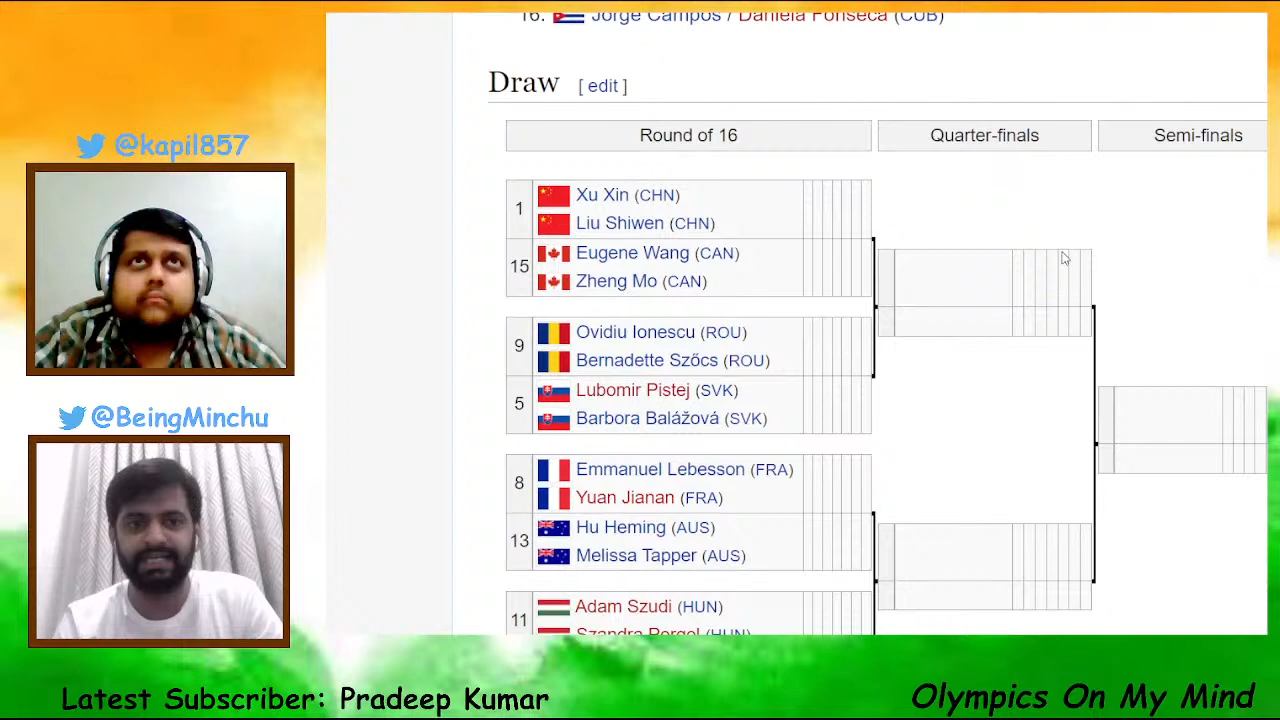 16. Jorge Campos / Daniela Fonseca (CUB)
Draw [ edit ]
Round of 16 Quarter-finals Semi-finals
@kapil857
1 Xu Xin (CHN)
Liu Shiwen (CHN)
15 Eugene Wang (CAN)
Zheng Mo (CAN)
9 Ovidiu Ionescu (ROU)
Bernadette Szőcs (ROU)
5 Lubomir Pistej (SVK)
Barbora Balážová (SVK)
@BeingMinchu
8 Emmanuel Lebesson (FRA)
Yuan Jianan (FRA)
13 Hu Heming (AUS)
Melissa Tapper (AUS)
11 Adam Szudi (HUN)
Szandra Pergel (HUN)
Latest Subscriber: Pradeep Kumar
Olympics On My Mind